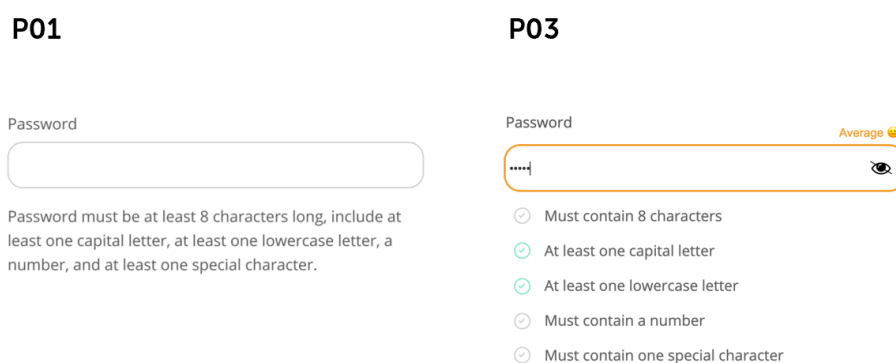 P01
Password
Password must be at least 8 characters long, include at
least one capital letter, at least one lowercase letter, a
number, and at least one special character.
P03
Password
Average
•••••
Must contain 8 characters
At least one capital letter
At least one lowercase letter
Must contain a number
Must contain one special character